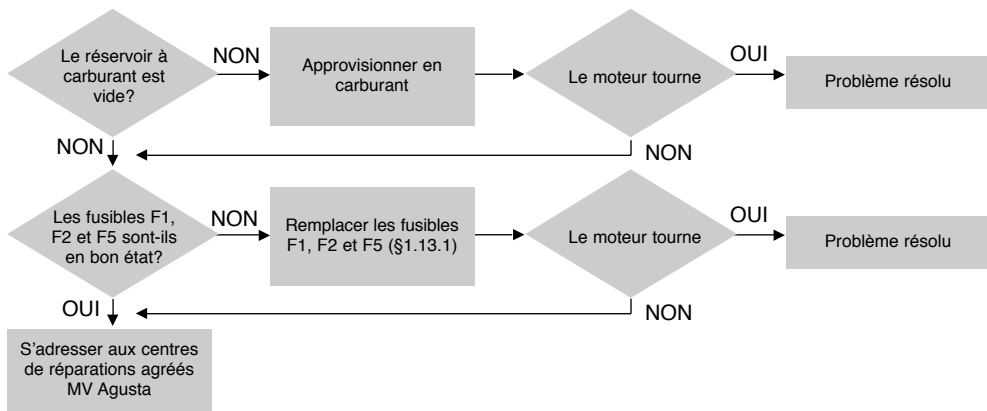 Le réservoir à
carburant est
vide?
NON
Approvisionner en
carburant
Le moteur tourne
OUI
Problème résolu
NON
NON
Les fusibles F1,
F2 et F5 sont-ils
en bon état?
NON
Remplacer les fusibles
F1, F2 et F5 (§1.13.1)
Le moteur tourne
OUI
Problème résolu
OUI
NON
S'adresser aux centres
de réparations agréés
MV Agusta